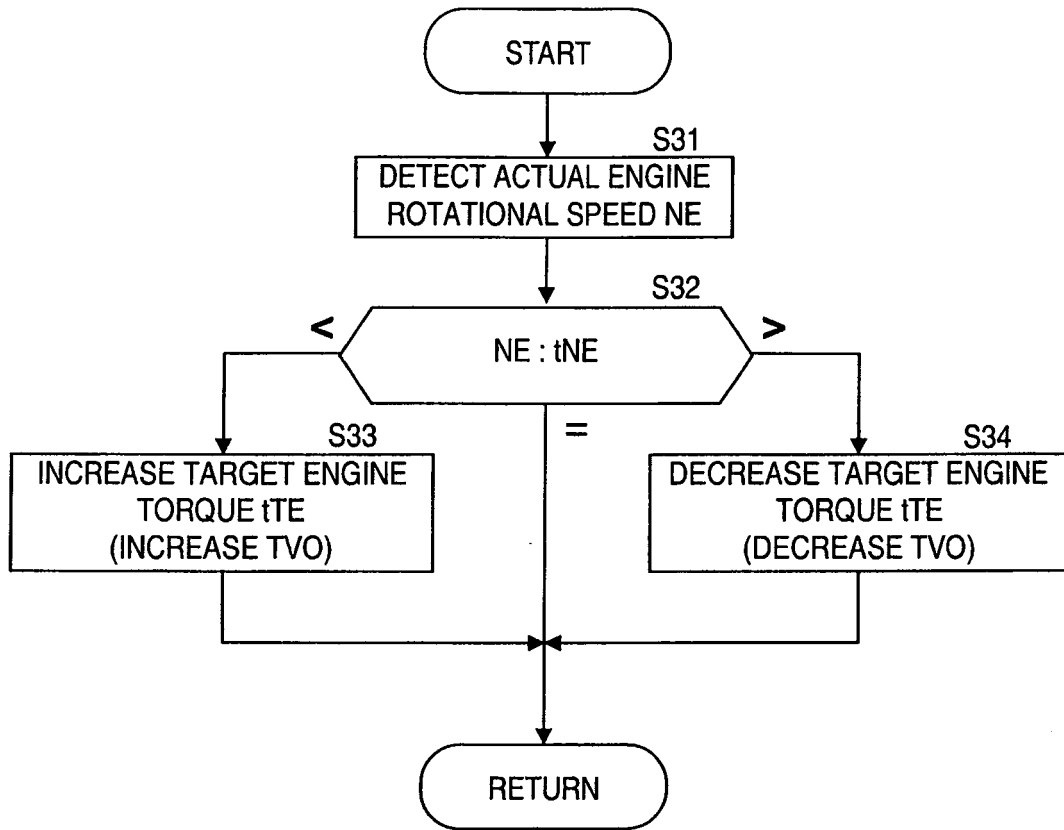 START
S31
DETECT ACTUAL ENGINE
ROTATIONAL SPEED NE
S32
<
NE : tNE
>
=
S33
INCREASE TARGET ENGINE
TORQUE tTE
(INCREASE TVO)
S34
DECREASE TARGET ENGINE
TORQUE tTE
(DECREASE TVO)
RETURN